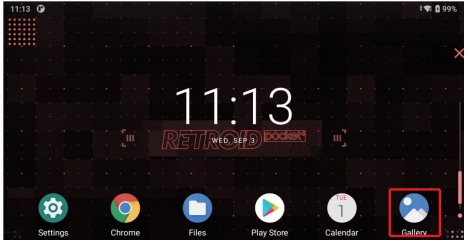 11:13
99%
11:13
RETROID POCKET
WED, SEP 3
TUE
1
Settings
Chrome
Files
Play Store
Calendar
Gallery